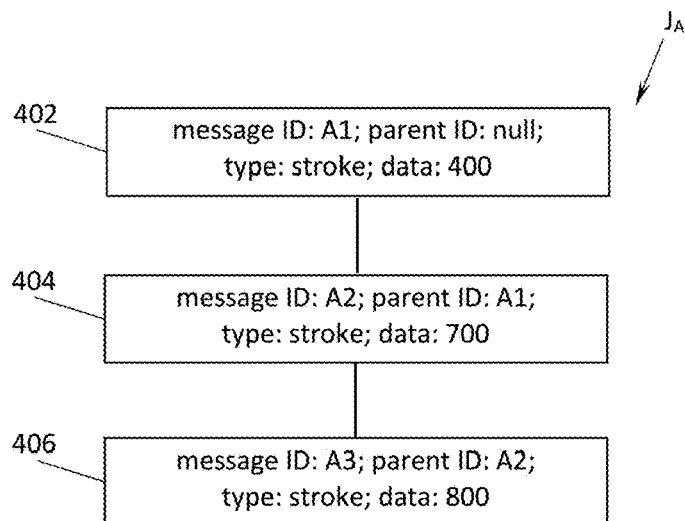 J_A
402
message ID: A1; parent ID: null;
type: stroke; data: 400
404
message ID: A2; parent ID: A1;
type: stroke; data: 700
406
message ID: A3; parent ID: A2;
type: stroke; data: 800